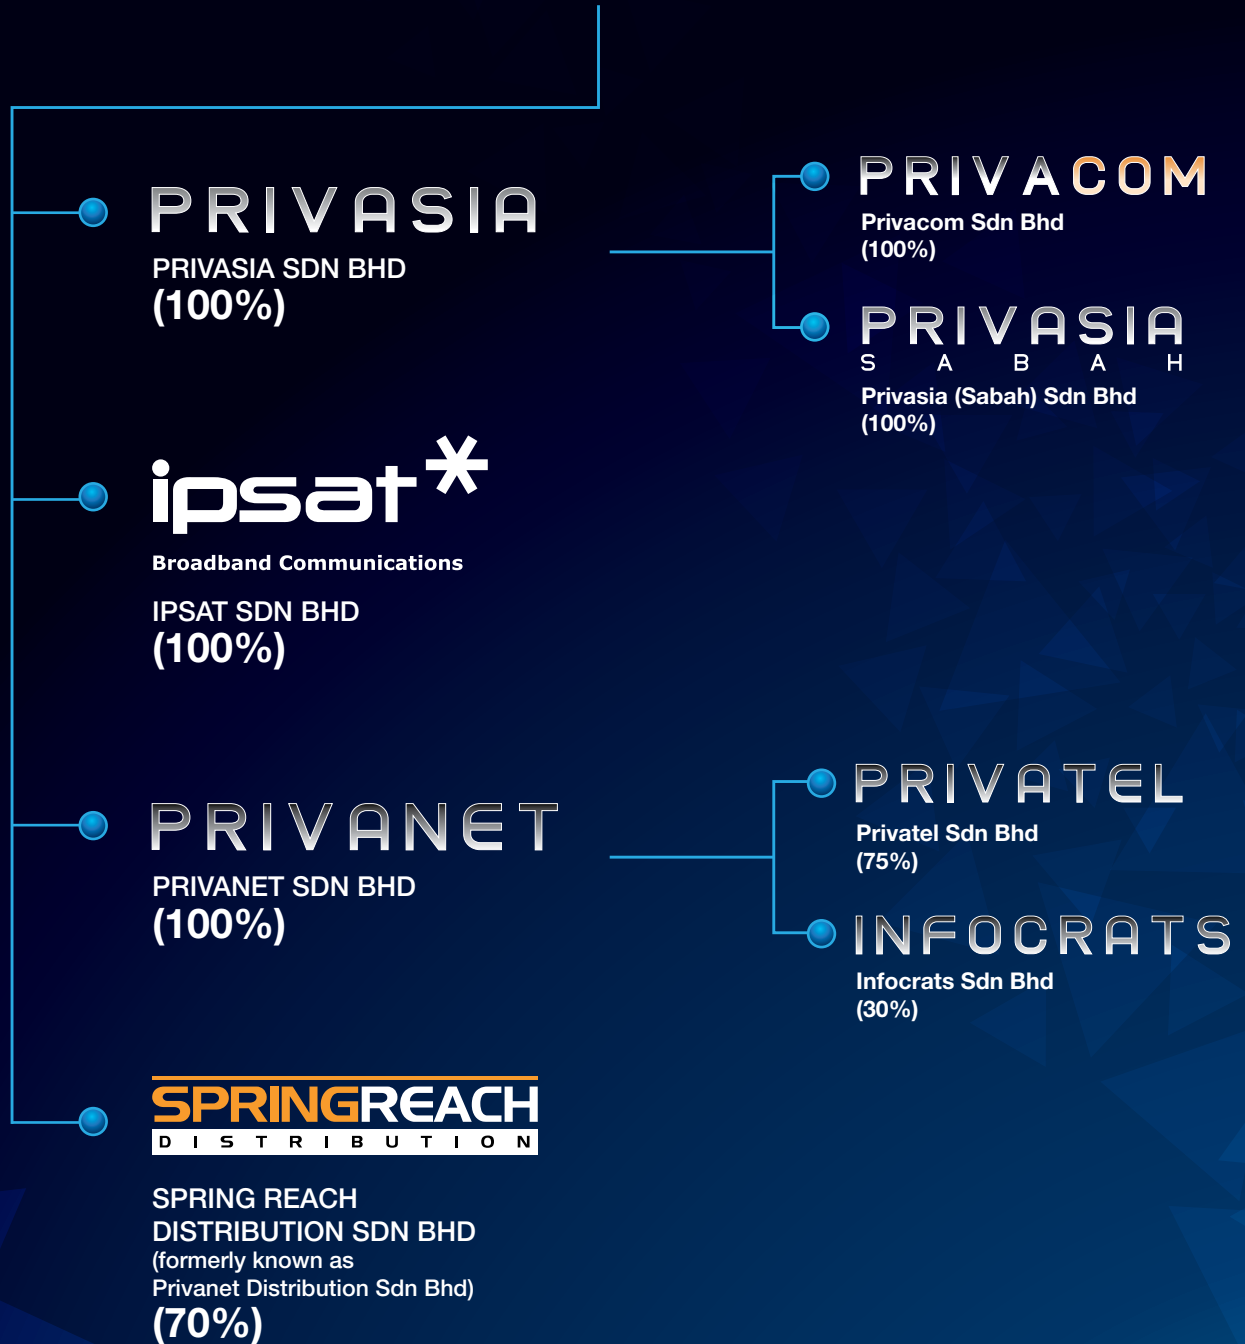 PRIVASIA
PRIVASIA SDN BHD
(100%)
PRIVACOM
Privacom Sdn Bhd
(100%)
PRIVASIA
SABAH
Privasia (Sabah) Sdn Bhd
(100%)
ipsat*
Broadband Communications
IPSAT SDN BHD
(100%)
PRIVANET
PRIVANET SDN BHD
(100%)
PRIVATEL
Privatel Sdn Bhd
(75%)
INFOCRATS
Infocrats Sdn Bhd
(30%)
SPRINGREACH
DISTRIBUTION
SPRING REACH
DISTRIBUTION SDN BHD
(formerly known as
Privanet Distribution Sdn Bhd)
(70%)